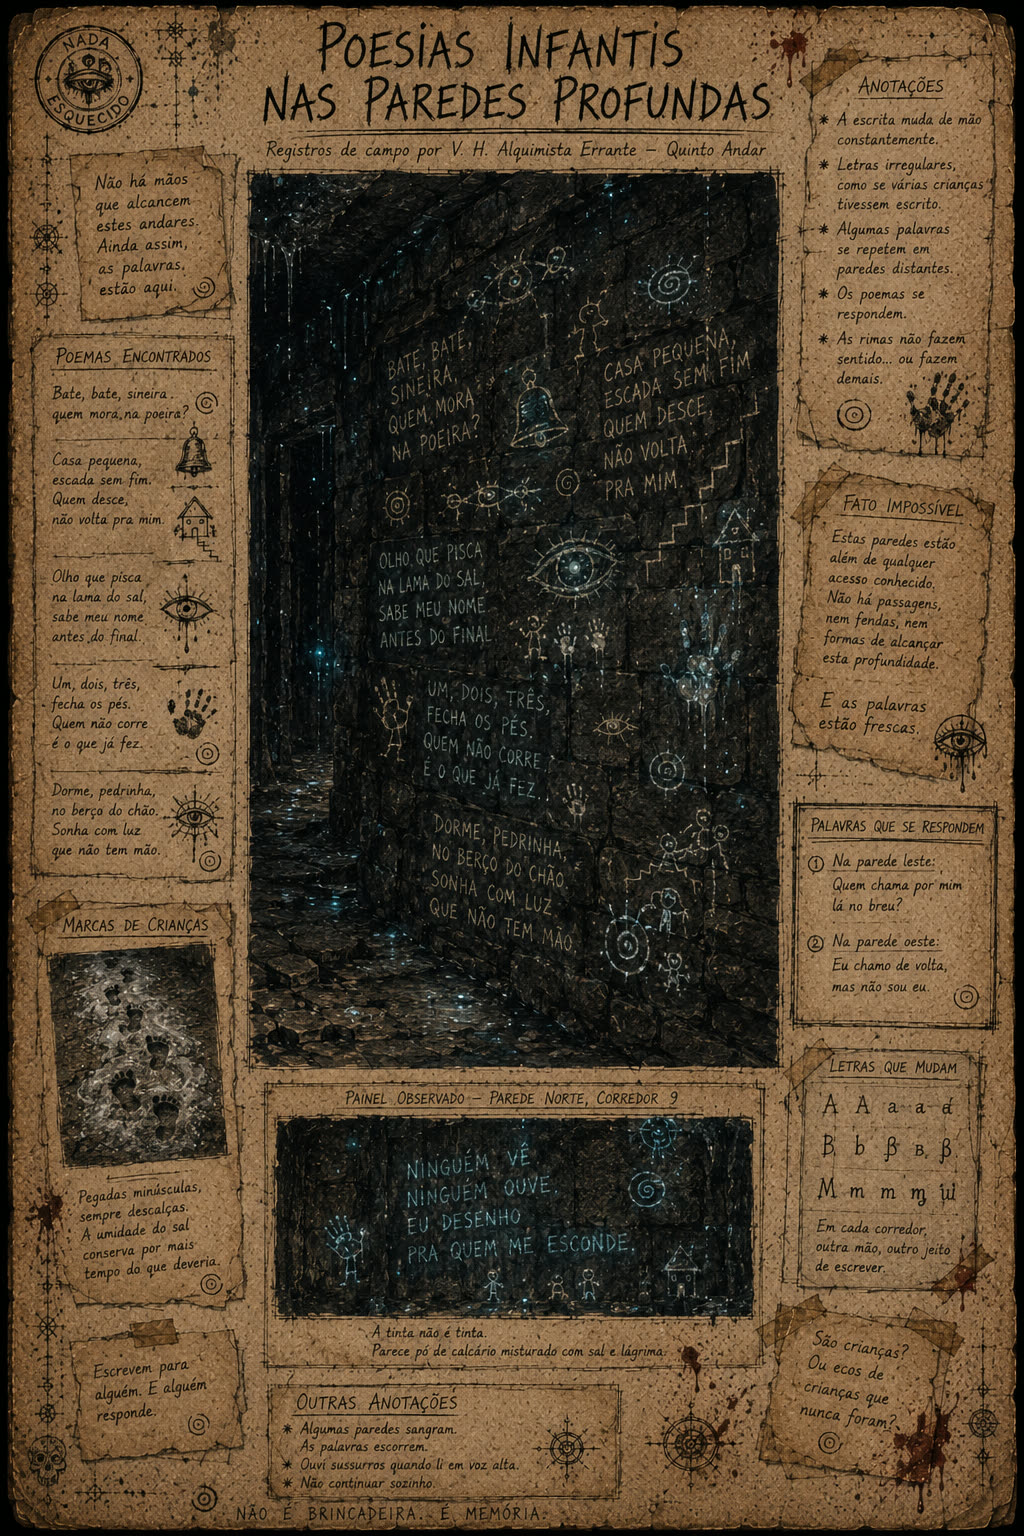 NADA
ESQUECIDO
POESIAS INFANTIS
NAS PAREDES PROFUNDAS
Registros de campo por V. H. Alquimista Errante — Quinto Andar
Não há mãos
que alcancem
estes andares.
Ainda assim,
as palavras,
estão aqui.
POEMAS ENCONTRADOS
Bate, bate, sineira.
quem mora na poeira?
Casa pequena,
escada sem fim.
Quem desce,
não volta pra mim.
Olho que pisca
na lama do sal,
sabe meu nome
antes do final.
Um, dois, três,
fecha os pés.
Quem não corre
é o que já fez.
Dorme, pedrinha,
no berço do chão.
Sonha com luz
que não tem mão.
MARCAS DE CRIANÇAS
Pegadas minúsculas,
sempre descalças.
A umidade do sal
conserva por mais
tempo do que deveria.
Escrevem para
alguém. E alguém
responde.
BATE, BATE,
SINEIRA,
QUEM MORA
NA POEIRA?
CASA PEQUENA,
ESCADA SEM FIM
QUEM DESCE,
NÃO VOLTA
PRA MIM.
OLHO QUE PISCA
NA LAMA DO SAL,
SABE MEU NOME
ANTES DO FINAL.
UM, DOIS, TRÊS,
FECHA OS PÉS.
QUEM NÃO CORRE
É O QUE JÁ FEZ.
DORME, PEDRINHA,
NO BERÇO DO CHÃO.
SONHA COM LUZ
QUE NÃO TEM MÃO.
PAINEL OBSERVADO — PAREDE NORTE, CORREDOR 9
NINGUÉM VÊ
NINGUÉM OUVE.
EU DESENHO
PRA QUEM ME ESCONDE.
A tinta não é tinta.
Parece pó de calcário misturado com sal e lágrima.
OUTRAS ANOTAÇÕES
* Algumas paredes sangram.
As palavras escorrem.
* Ouvi sussurros quando li em voz alta.
* Não continuar sozinho.
NÃO É BRINCADEIRA. É MEMÓRIA.
ANOTAÇÕES
* A escrita muda de mão
constantemente.
* Letras irregulares,
como se várias crianças
tivessem escrito.
* Algumas palavras
se repetem em
paredes distantes.
* Os poemas se
respondem.
* As rimas não fazem
sentido... ou fazem
demais.
FATO IMPOSSÍVEL
Estas paredes estão
além de qualquer
acesso conhecido.
Não há passagens,
nem fendas, nem
formas de alcançar
esta profundidade.
E as palavras
estão frescas.
PALAVRAS QUE SE RESPONDEM
1 Na parede leste:
Quem chama por mim
lá no breu?
2 Na parede oeste:
Eu chamo de volta,
mas não sou eu.
LETRAS QUE MUDAM
A A a a a
B b β B β
M m m
Em cada corredor,
outra mão, outro jeito
de escrever.
São crianças?
Ou ecos de
crianças que
nunca foram?